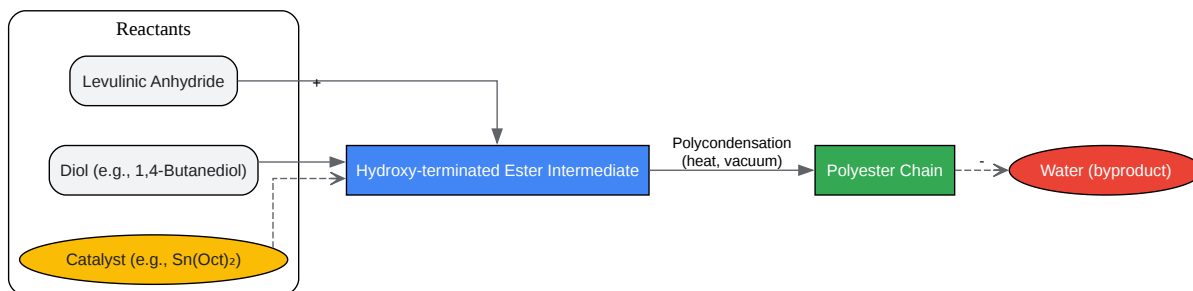 Reactants
Levulinic Anhydride
+
Diol (e.g., 1,4-Butanediol)
Hydroxy-terminated Ester Intermediate
Polycondensation
(heat, vacuum)
Polyester Chain
-
Water (byproduct)
Catalyst (e.g., Sn(Oct)₂)